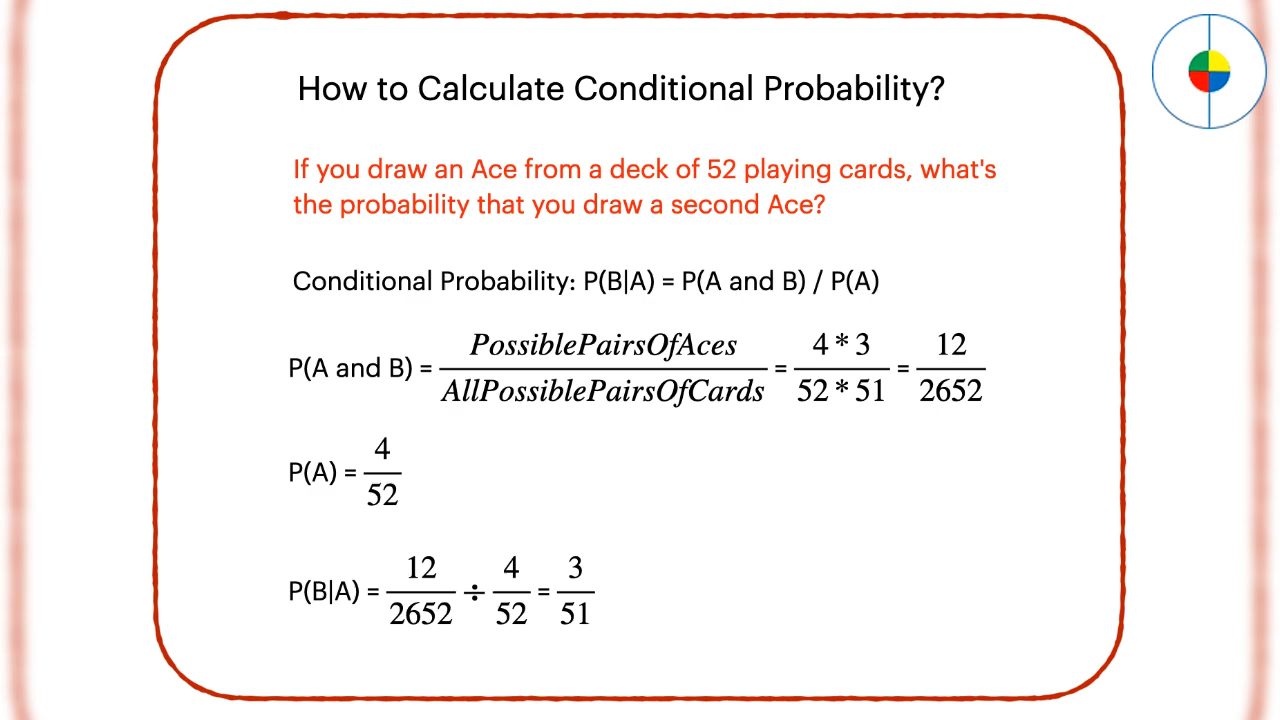 How to Calculate Conditional Probability?
If you draw an Ace from a deck of 52 playing cards, what's
the probability that you draw a second Ace?
Conditional Probability: P(B|A) = P(A and B) / P(A)
P(A and B) = PossiblePairsOfAces / AllPossiblePairsOfCards = 4 * 3 / 52 * 51 = 12 / 2652
P(A) = 4 / 52
P(B|A) = 12 / 2652 ÷ 4 / 52 = 3 / 51